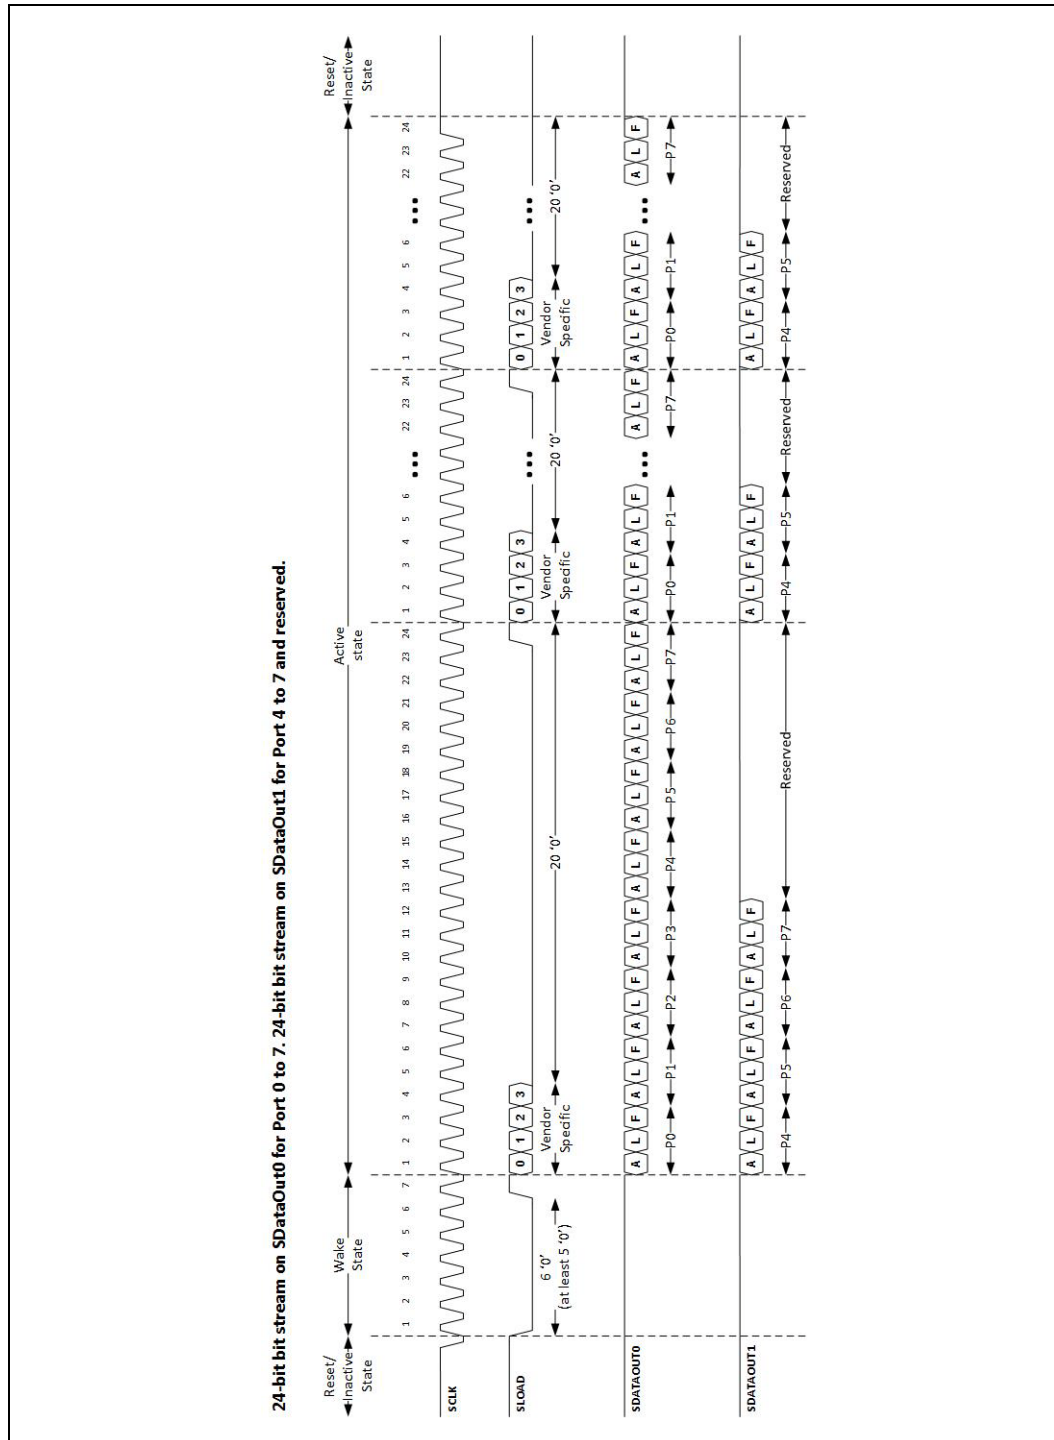 24-bit bit stream on SDataOut0 for Port 0 to 7. 24-bit bit stream on SDataOut1 for Port 4 to 7 and reserved.
Reset/
Inactive
State
Wake
State
Active
state
Reset/
Inactive
State
1 2 3 4 5 6 7
1 2 3 4 5 6 7 8 9 10 11 12 13 14 15 16 17 18 19 20 21 22 23 24
1 2 3 4 5 6 ... 22 23 24
1 2 3 4 5 6 ... 22 23 24
SCLK
SLOAD
0 1 2 3
0 1 2 3 ...
0 1 2 3 ...
6 '0'
(at least 5 '0')
Vendor
Specific
20 '0'
Vendor
Specific
20 '0'
Vendor
Specific
20 '0'
SDATAOUT0
A L F A L F A L F A L F A L F A L F A L F A L F
A L F A L F ... A L F
A L F A L F ... A L F
P0 P1 P2 P3 P4 P5 P6 P7
P0 P1 P7
P0 P1 P7
SDATAOUT1
A L F A L F A L F A L F
A L F A L F
A L F A L F
P4 P5 P6 P7 Reserved
P4 P5 Reserved
P4 P5 Reserved